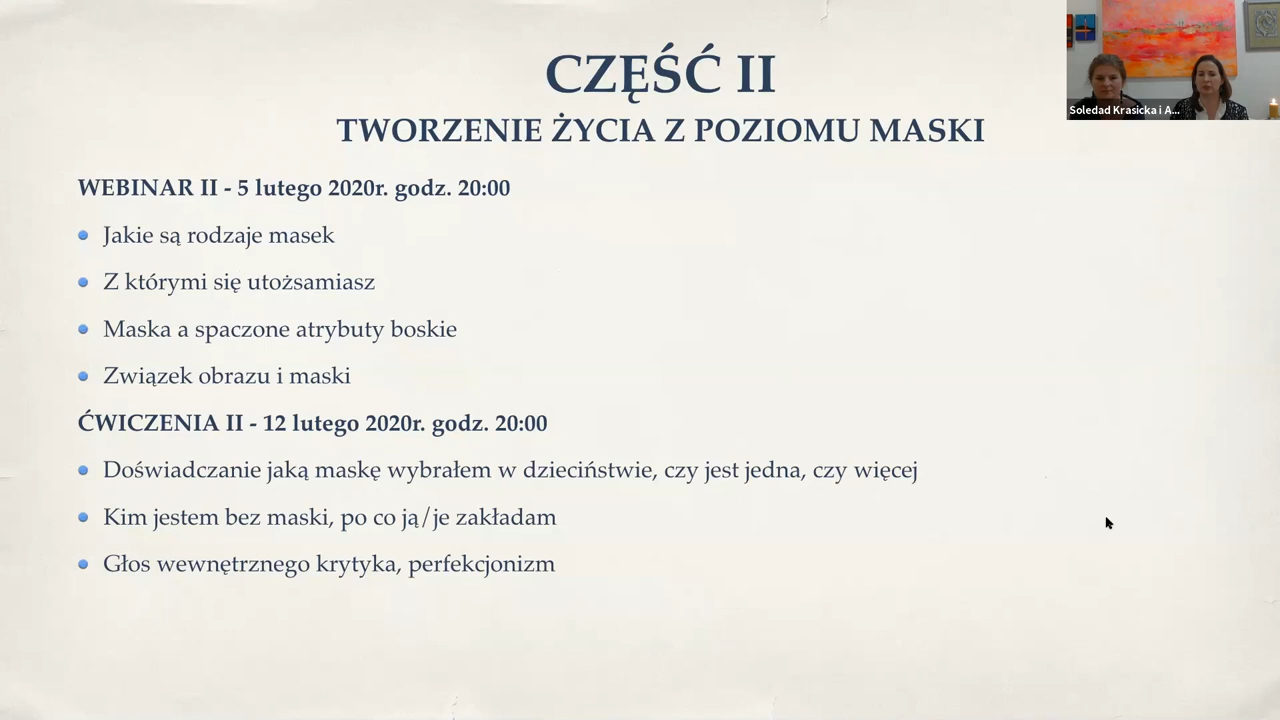 CZĘŚĆ II
TWORZENIE ŻYCIA Z POZIOMU MASKI
WEBINAR II - 5 lutego 2020r. godz. 20:00
Jakie są rodzaje masek
Z którymi się utożsamiasz
Maska a spaczone atrybuty boskie
Związek obrazu i maski
ĆWICZENIA II - 12 lutego 2020r. godz. 20:00
Doświadczanie jaką maskę wybrałem w dzieciństwie, czy jest jedna, czy więcej
Kim jestem bez maski, po co ją/je zakładam
Głos wewnętrznego krytyka, perfekcjonizm
Soledad Krasicka i A...